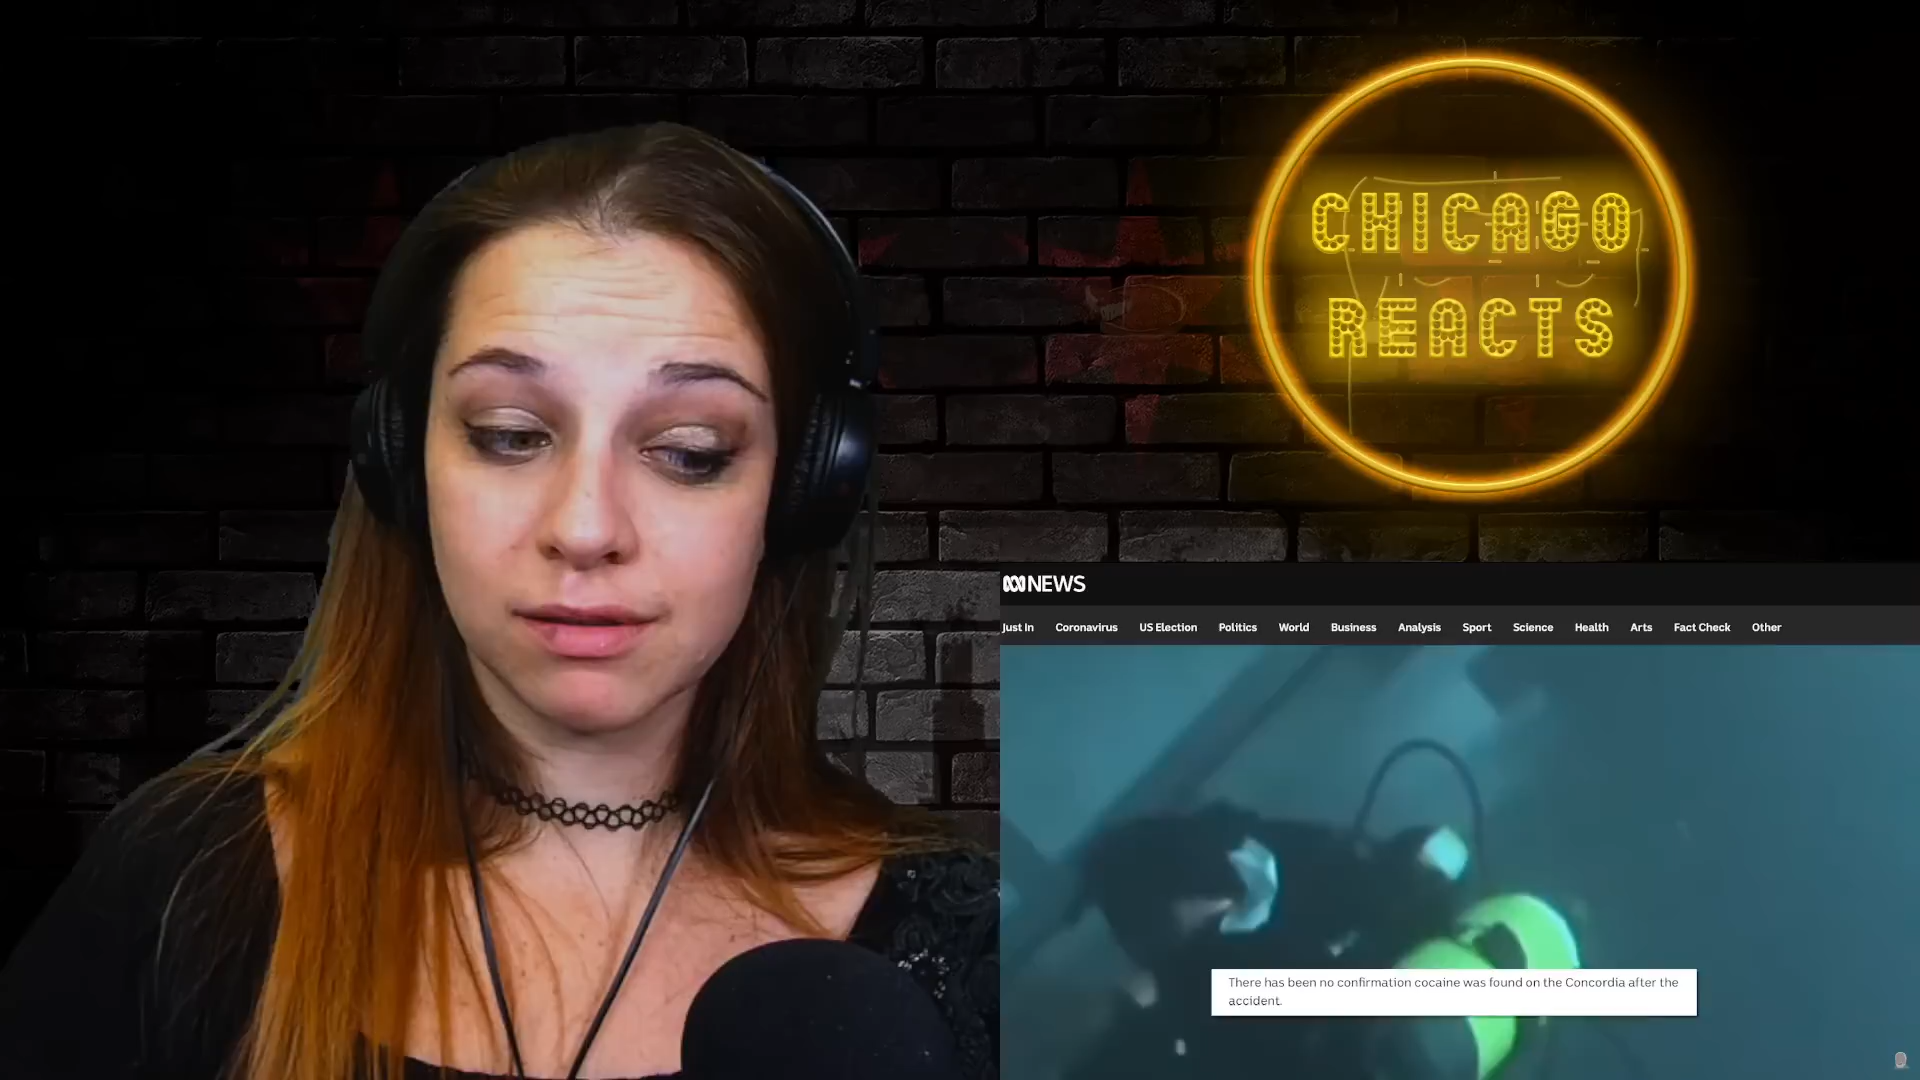 CHICAGO
REACTS
NEWS
Just In Coronavirus US Election Politics World Business Analysis Sport Science Health Arts Fact Check Other
There has been no confirmation cocaine was found on the Concordia after the
accident.